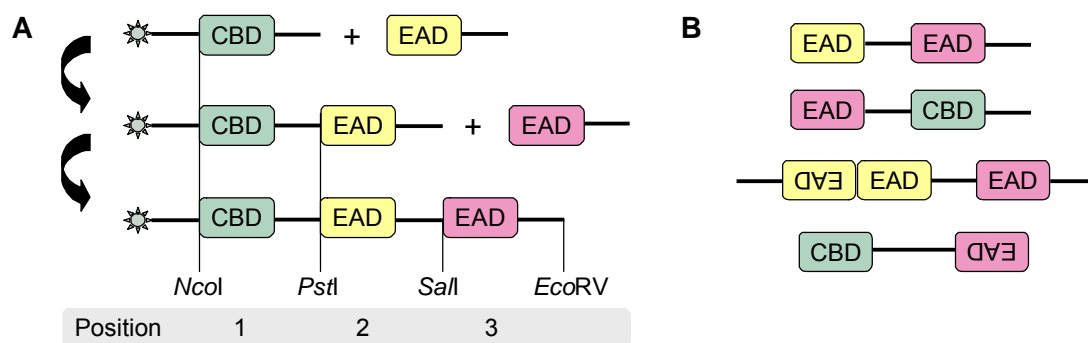 A
CBD + EAD
CBD EAD + EAD
CBD EAD EAD
NcoI PstI SalI EcoRV
Position 1 2 3
B
EAD EAD
EAD CBD
EAD EAD EAD
CBD EAD